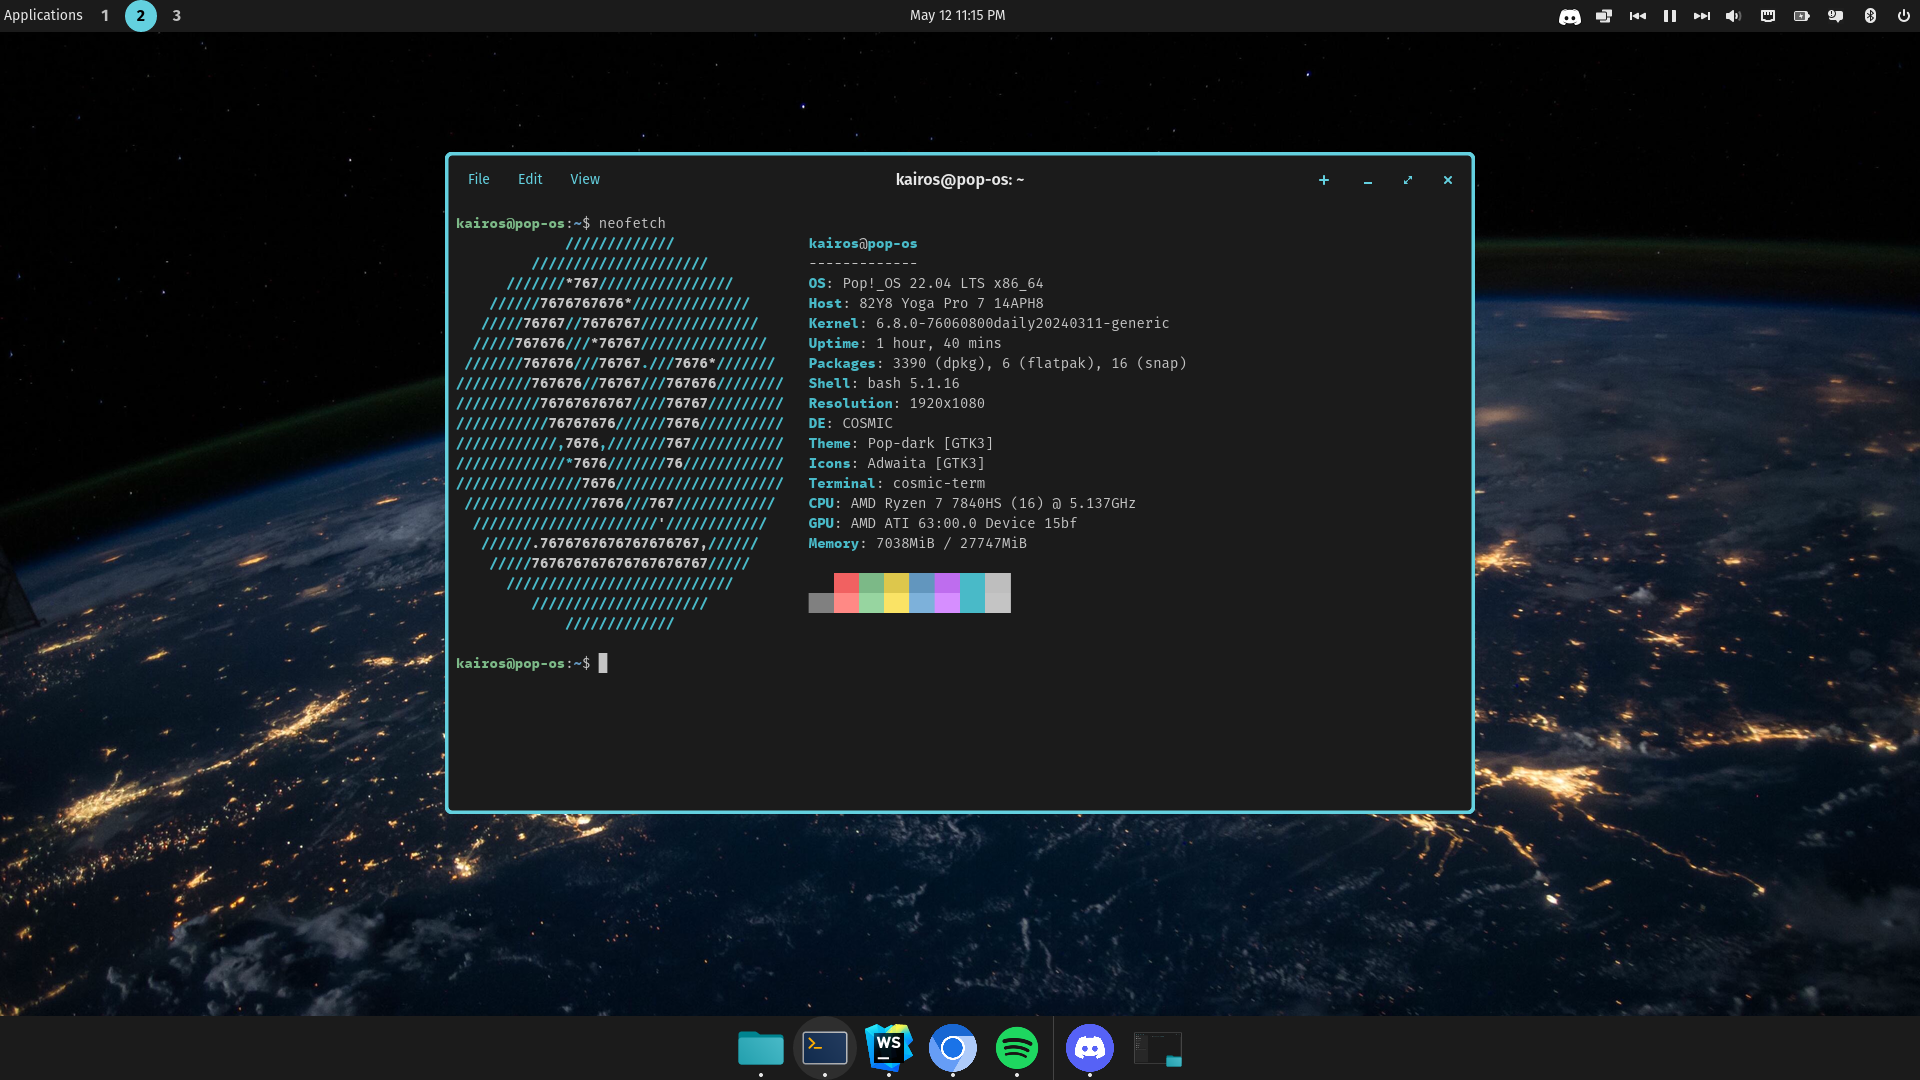 Applications 1 2 3 May 12 11:15 PM
File Edit View kairos@pop-os: ~
kairos@pop-os:~$ neofetch
///////////// kairos@pop-os
///////////////////// -------------
///////*767//////////////// OS: Pop!_OS 22.04 LTS x86_64
//////7676767676*////////////// Host: 82Y8 Yoga Pro 7 14APH8
/////76767//7676767////////////// Kernel: 6.8.0-76060800daily20240311-generic
/////767676///*76767/////////////// Uptime: 1 hour, 40 mins
///////767676///76767.///7676*/////// Packages: 3390 (dpkg), 6 (flatpak), 16 (snap)
/////////767676//76767///767676//////// Shell: bash 5.1.16
//////////76767676767////76767///////// Resolution: 1920x1080
///////////76767676//////7676////////// DE: COSMIC
////////////,7676,///////767/////////// Theme: Pop-dark [GTK3]
/////////////*7676///////76//////////// Icons: Adwaita [GTK3]
///////////////7676//////////////////// Terminal: cosmic-term
///////////////7676///767//////////// CPU: AMD Ryzen 7 7840HS (16) @ 5.137GHz
//////////////////////'//////////// GPU: AMD ATI 63:00.0 Device 15bf
//////.7676767676767676767,////// Memory: 7038MiB / 27747MiB
/////767676767676767676767/////
///////////////////////////
/////////////////////
/////////////
kairos@pop-os:~$
WS